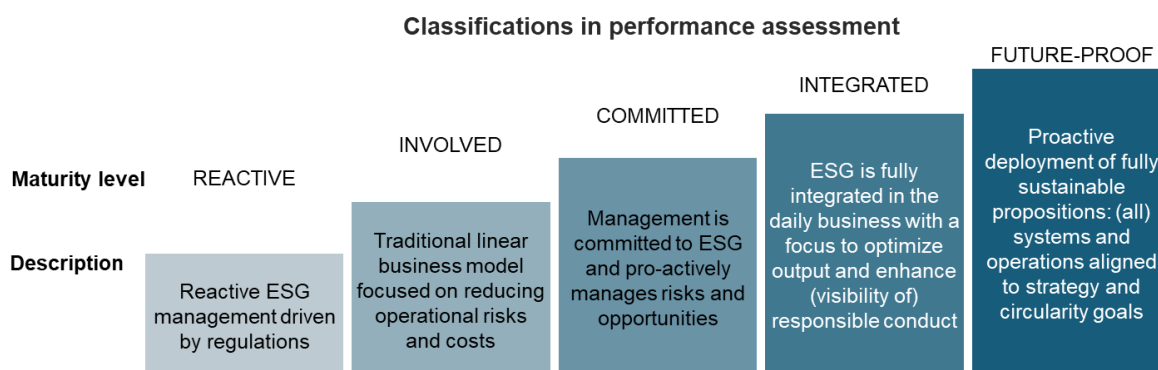 Classifications in performance assessment
Maturity level
REACTIVE
INVOLVED
COMMITTED
INTEGRATED
FUTURE-PROOF
Description
Reactive ESG
management driven
by regulations
Traditional linear
business model
focused on reducing
operational risks
and costs
Management is
committed to ESG
and pro-actively
manages risks and
opportunities
ESG is fully
integrated in the
daily business with a
focus to optimize
output and enhance
(visibility of)
responsible conduct
Proactive
deployment of fully
sustainable
propositions: (all)
systems and
operations aligned
to strategy and
circularity goals